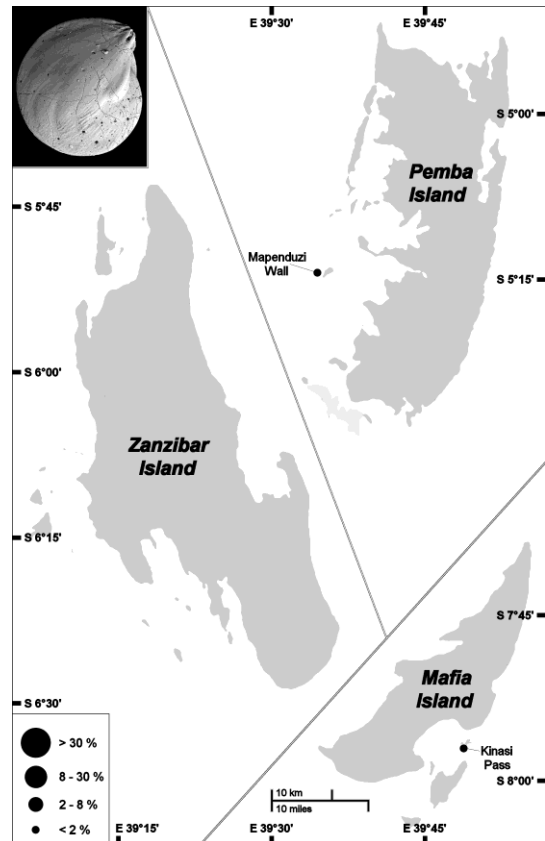 E 39°30'
E 39°45'
S 5°00'
Pemba
Island
S 5°45'
Mapenduzi
Wall
S 5°15'
S 6°00'
Zanzibar
Island
S 6°15'
S 7°45'
Mafia
Island
S 6°30'
Kinasi
Pass
> 30 %
8 - 30 %
2 - 8 %
< 2 %
10 km
10 miles
S 8°00'
E 39°15'
E 39°30'
E 39°45'